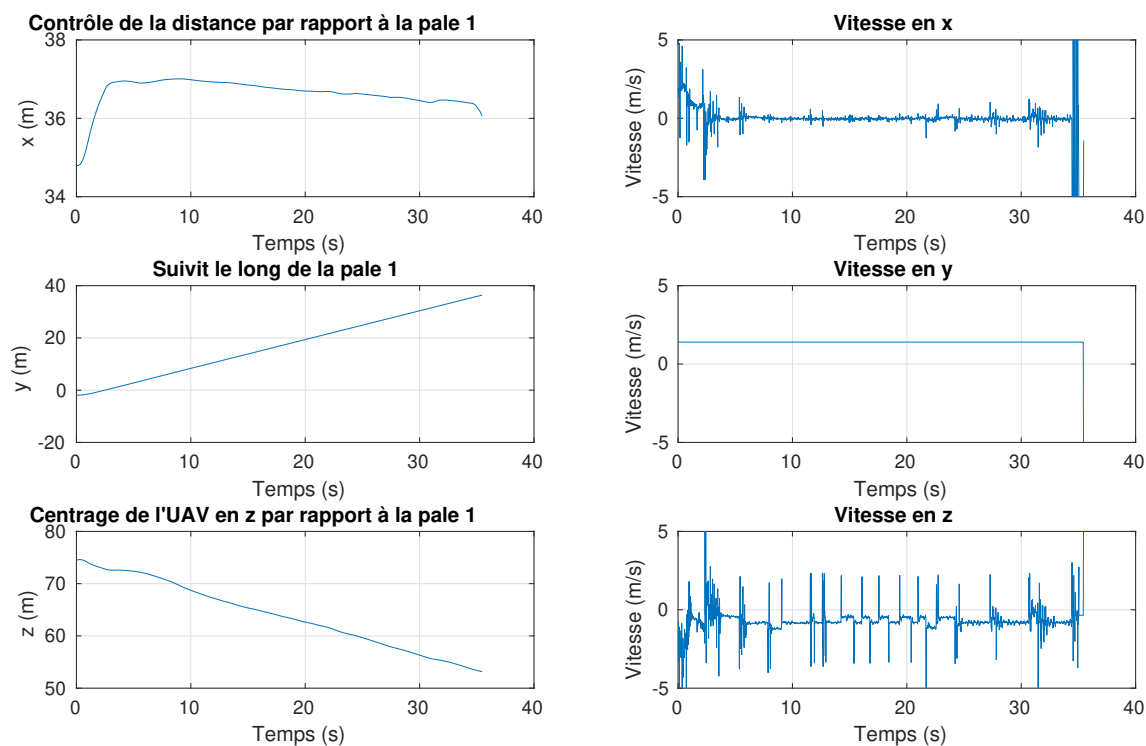 Contrôle de la distance par rapport à la pale 1
38
36
34
x (m)
0 10 20 30 40
Temps (s)
Vitesse en x
5
0
-5
Vitesse (m/s)
0 10 20 30 40
Temps (s)
Suivit le long de la pale 1
40
20
0
-20
y (m)
0 10 20 30 40
Temps (s)
Vitesse en y
5
0
-5
Vitesse (m/s)
0 10 20 30 40
Temps (s)
Centrage de l'UAV en z par rapport à la pale 1
80
70
60
50
z (m)
0 10 20 30 40
Temps (s)
Vitesse en z
5
0
-5
Vitesse (m/s)
0 10 20 30 40
Temps (s)